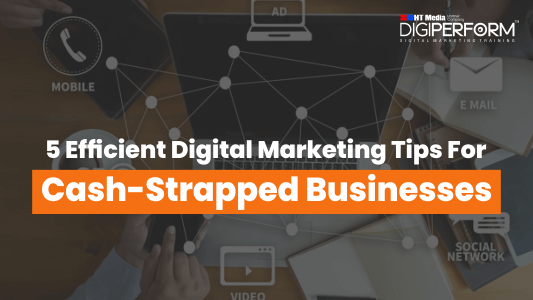 AD
HT Media
DIGIPERFORM™
DIGITAL MARKETING TRAINING
MOBILE
E MAIL
5 Efficient Digital Marketing Tips For
Cash-Strapped Businesses
SOCIAL
NETWORK
VIDEO